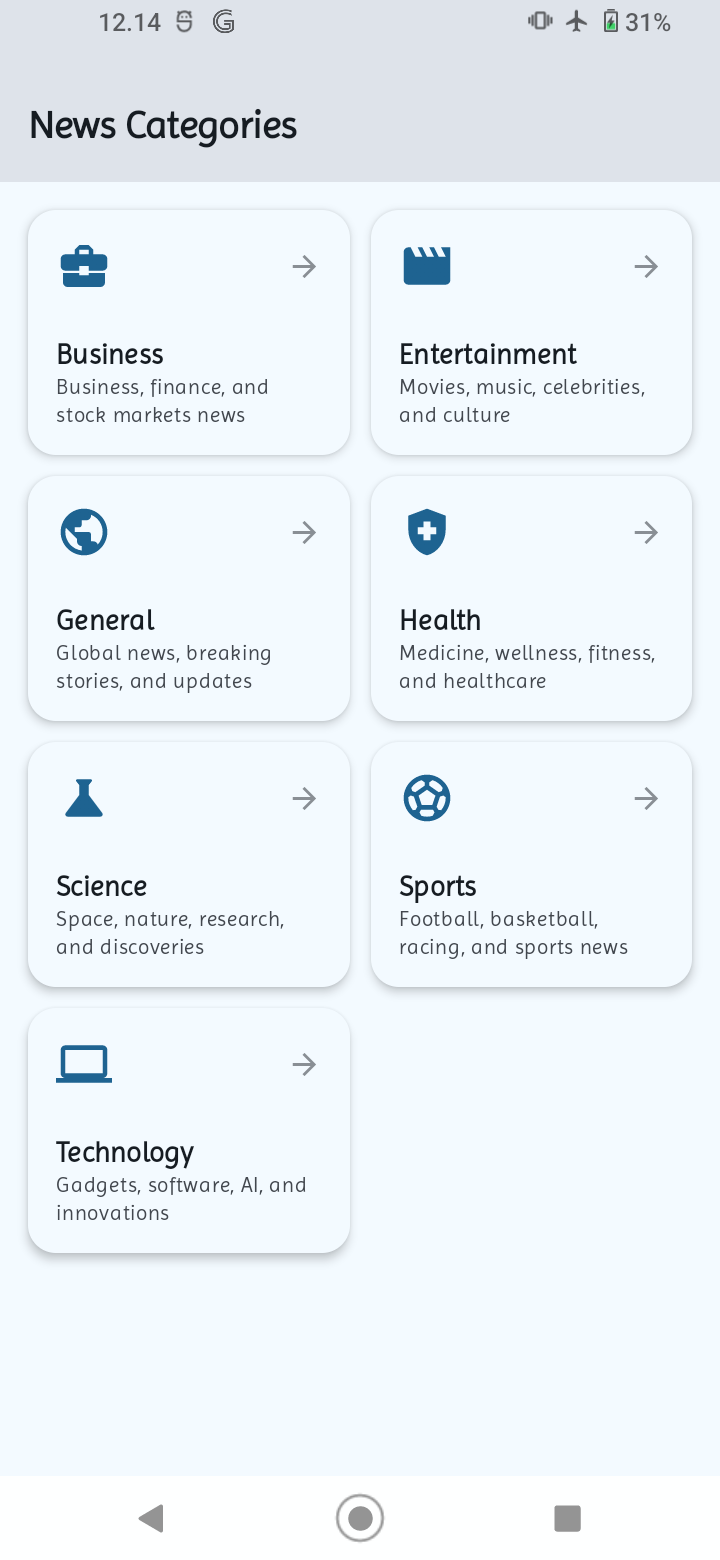 12.14
31%
News Categories
Business
Business, finance, and
stock markets news
Entertainment
Movies, music, celebrities,
and culture
General
Global news, breaking
stories, and updates
Health
Medicine, wellness, fitness,
and healthcare
Science
Space, nature, research,
and discoveries
Sports
Football, basketball,
racing, and sports news
Technology
Gadgets, software, AI, and
innovations